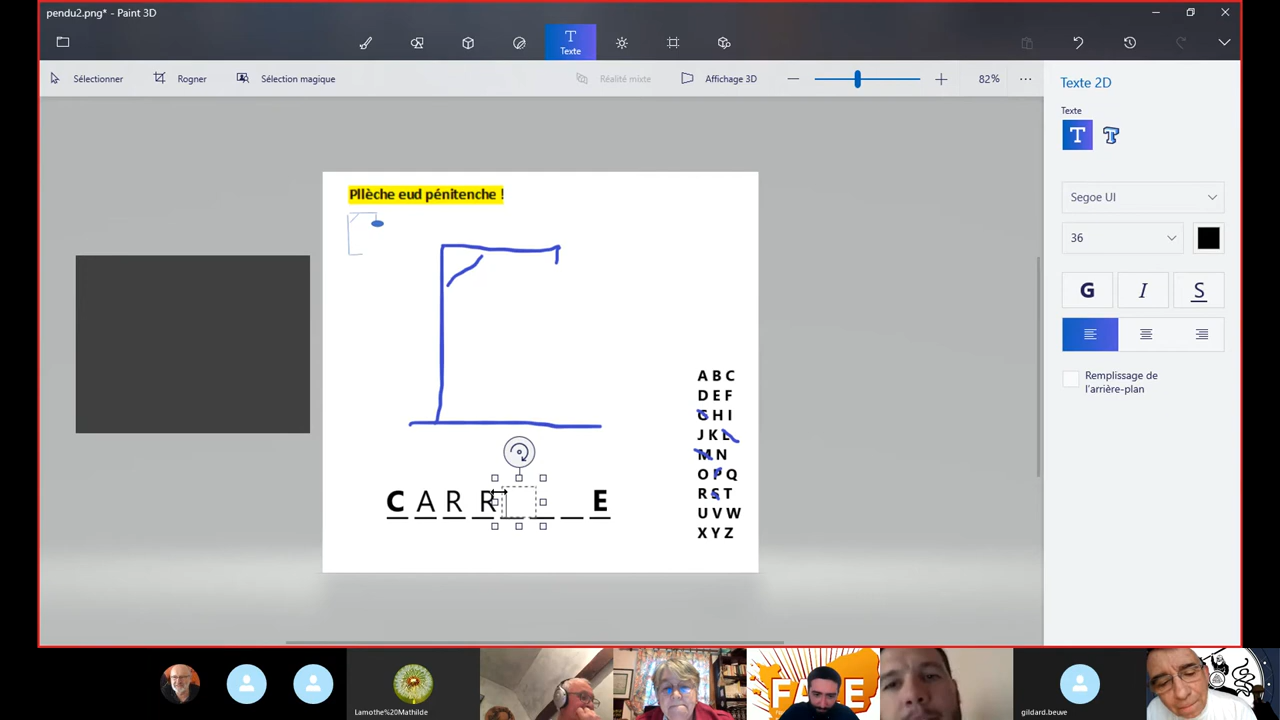 pendu2.png* - Paint 3D
T
Texte
Sélectionner
Rogner
Sélection magique
Réalité mixte
Affichage 3D
82%
Texte 2D
Texte
T T
Segoe UI
36
G I S
Remplissage de
l'arrière-plan
Pllèche eud pénitenche !
A B C
D E F
G H I
J K L
M N
O P Q
R S T
U V W
X Y Z
C A R R _ _ _ E
Lamothe%20Mathilde
gildard.beuve